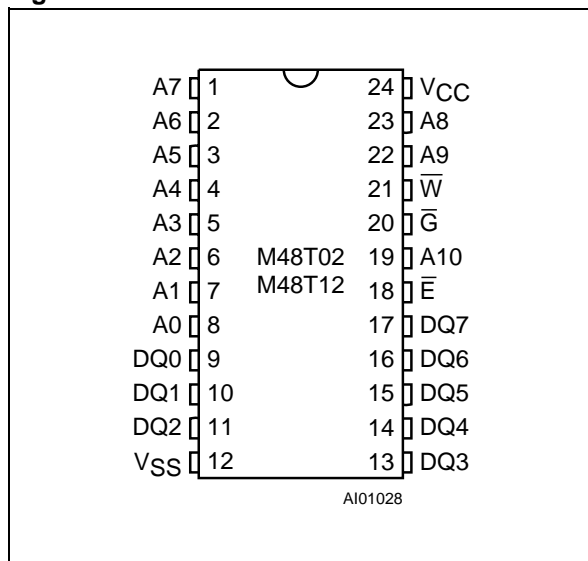 A7 1 24 VCC
A6 2 23 A8
A5 3 22 A9
A4 4 21 W̅
A3 5 20 G̅
A2 6 M48T02 19 A10
A1 7 M48T12 18 E̅
A0 8 17 DQ7
DQ0 9 16 DQ6
DQ1 10 15 DQ5
DQ2 11 14 DQ4
VSS 12 13 DQ3
AI01028